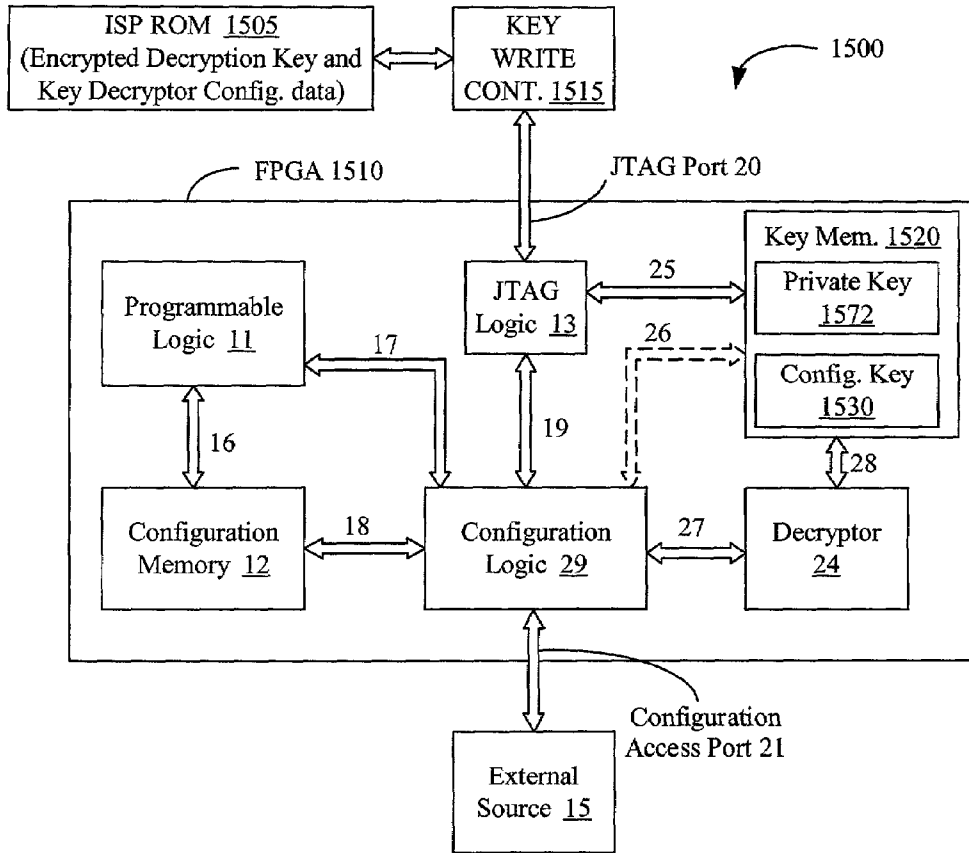 ISP ROM 1505
(Encrypted Decryption Key and
Key Decryptor Config. data)
KEY
WRITE
CONT. 1515
1500
FPGA 1510
JTAG Port 20
Key Mem. 1520
Private Key
1572
Config. Key
1530
Programmable
Logic 11
JTAG
Logic 13
25
26
17
16
19
28
Configuration
Memory 12
18
Configuration
Logic 29
27
Decryptor
24
Configuration
Access Port 21
External
Source 15